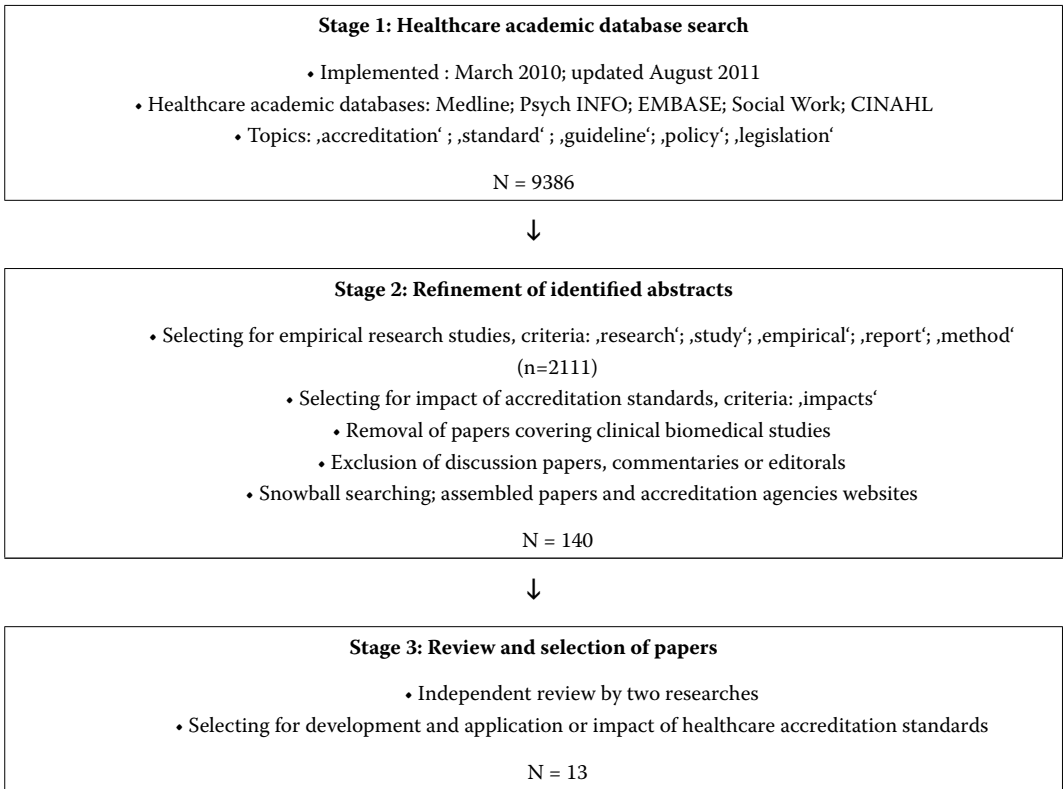 Stage 1: Healthcare academic database search
• Implemented : March 2010; updated August 2011
• Healthcare academic databases: Medline; Psych INFO; EMBASE; Social Work; CINAHL
• Topics: ‚accreditation‘ ; ‚standard‘ ; ‚guideline‘; ‚policy‘; ‚legislation‘
N = 9386
↓
Stage 2: Refinement of identified abstracts
• Selecting for empirical research studies, criteria: ‚research‘; ‚study‘; ‚empirical‘; ‚report‘; ‚method‘
(n=2111)
• Selecting for impact of accreditation standards, criteria: ‚impacts‘
• Removal of papers covering clinical biomedical studies
• Exclusion of discussion papers, commentaries or editorals
• Snowball searching; assembled papers and accreditation agencies websites
N = 140
↓
Stage 3: Review and selection of papers
• Independent review by two researches
• Selecting for development and application or impact of healthcare accreditation standards
N = 13